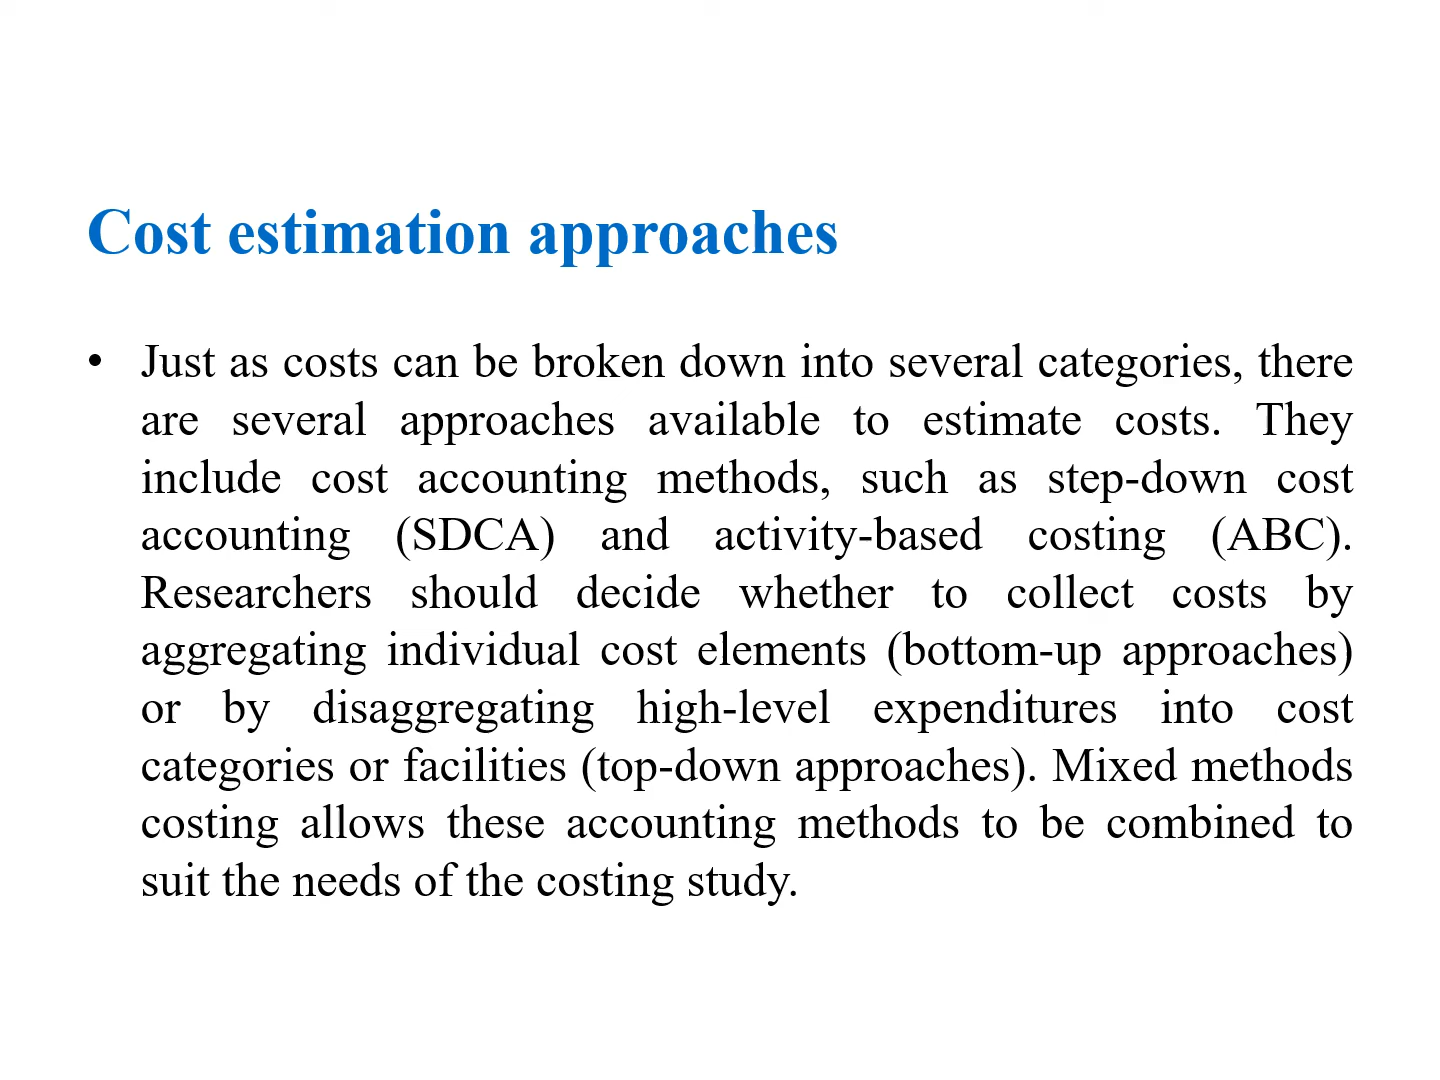 Cost estimation approaches
• Just as costs can be broken down into several categories, there
are several approaches available to estimate costs. They
include cost accounting methods, such as step-down cost
accounting (SDCA) and activity-based costing (ABC).
Researchers should decide whether to collect costs by
aggregating individual cost elements (bottom-up approaches)
or by disaggregating high-level expenditures into cost
categories or facilities (top-down approaches). Mixed methods
costing allows these accounting methods to be combined to
suit the needs of the costing study.